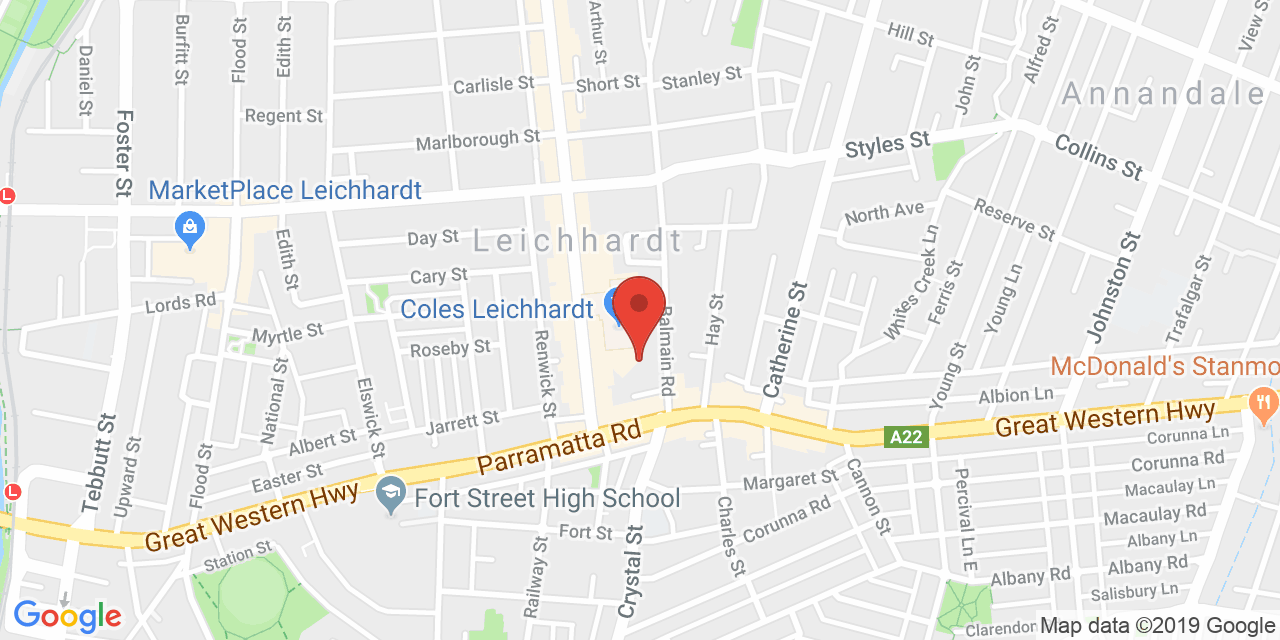 Burfitt St
Flood St
Edith St
Arthur St
Hill St
Alfred St
View S
Daniel St
Carlisle St
Short St
Stanley St
John St
Annandale
Foster St
Regent St
Marlborough St
Styles St
Collins St
MarketPlace Leichhardt
L
North Ave
Reserve St
Day St
Leichhardt
Edith St
Cary St
Whites Creek Ln
Ferris St
Young Ln
Johnston St
Trafalgar St
Lords Rd
Coles Leichhardt
Balmain Rd
Hay St
Catherine St
Myrtle St
Roseby St
Renwick St
Young St
McDonald's Stanmo
National St
Elswick St
Albion Ln
Jarrett St
Great Western Hwy
A22
Tebbutt St
Upward St
Flood St
Albert St
Parramatta Rd
Corunna Ln
Easter St
Margaret St
Cannon St
Percival Ln E
Corunna Rd
L
Great Western Hwy
Fort Street High School
Charles St
Corunna Rd
Macaulay Ln
Macaulay Rd
Fort St
Station St
Railway St
Crystal St
Albany Ln
Albany Rd
Albany Rd
Salisbury Ln
Clarendon
Google
Map data ©2019 Google